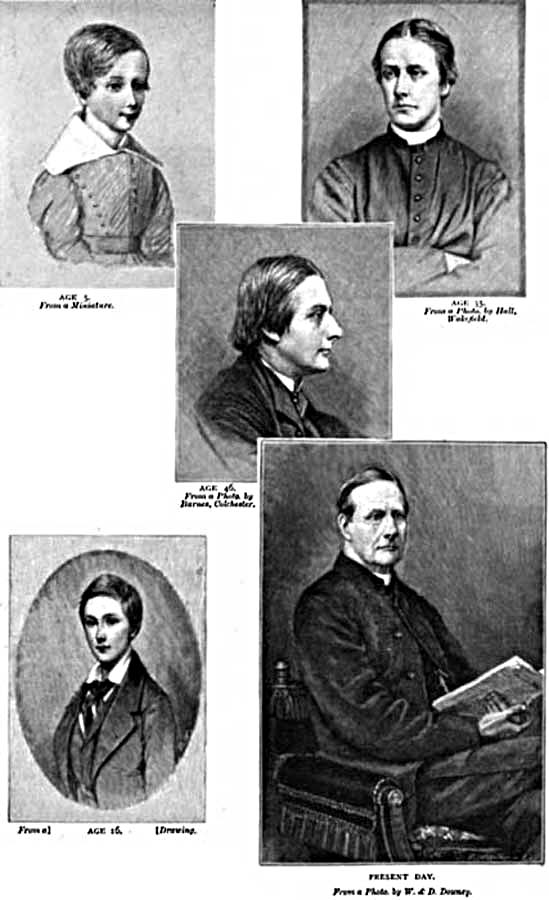 AGE 5.
From a Miniature.
AGE
From a Photo. by Hall,
Wakefield.
AGE 46.
From a Photo. by
Barnes, Colchester.
From a] AGE 16. [Drawing.
PRESENT DAY.
From a Photo. by W. & D. Downey.